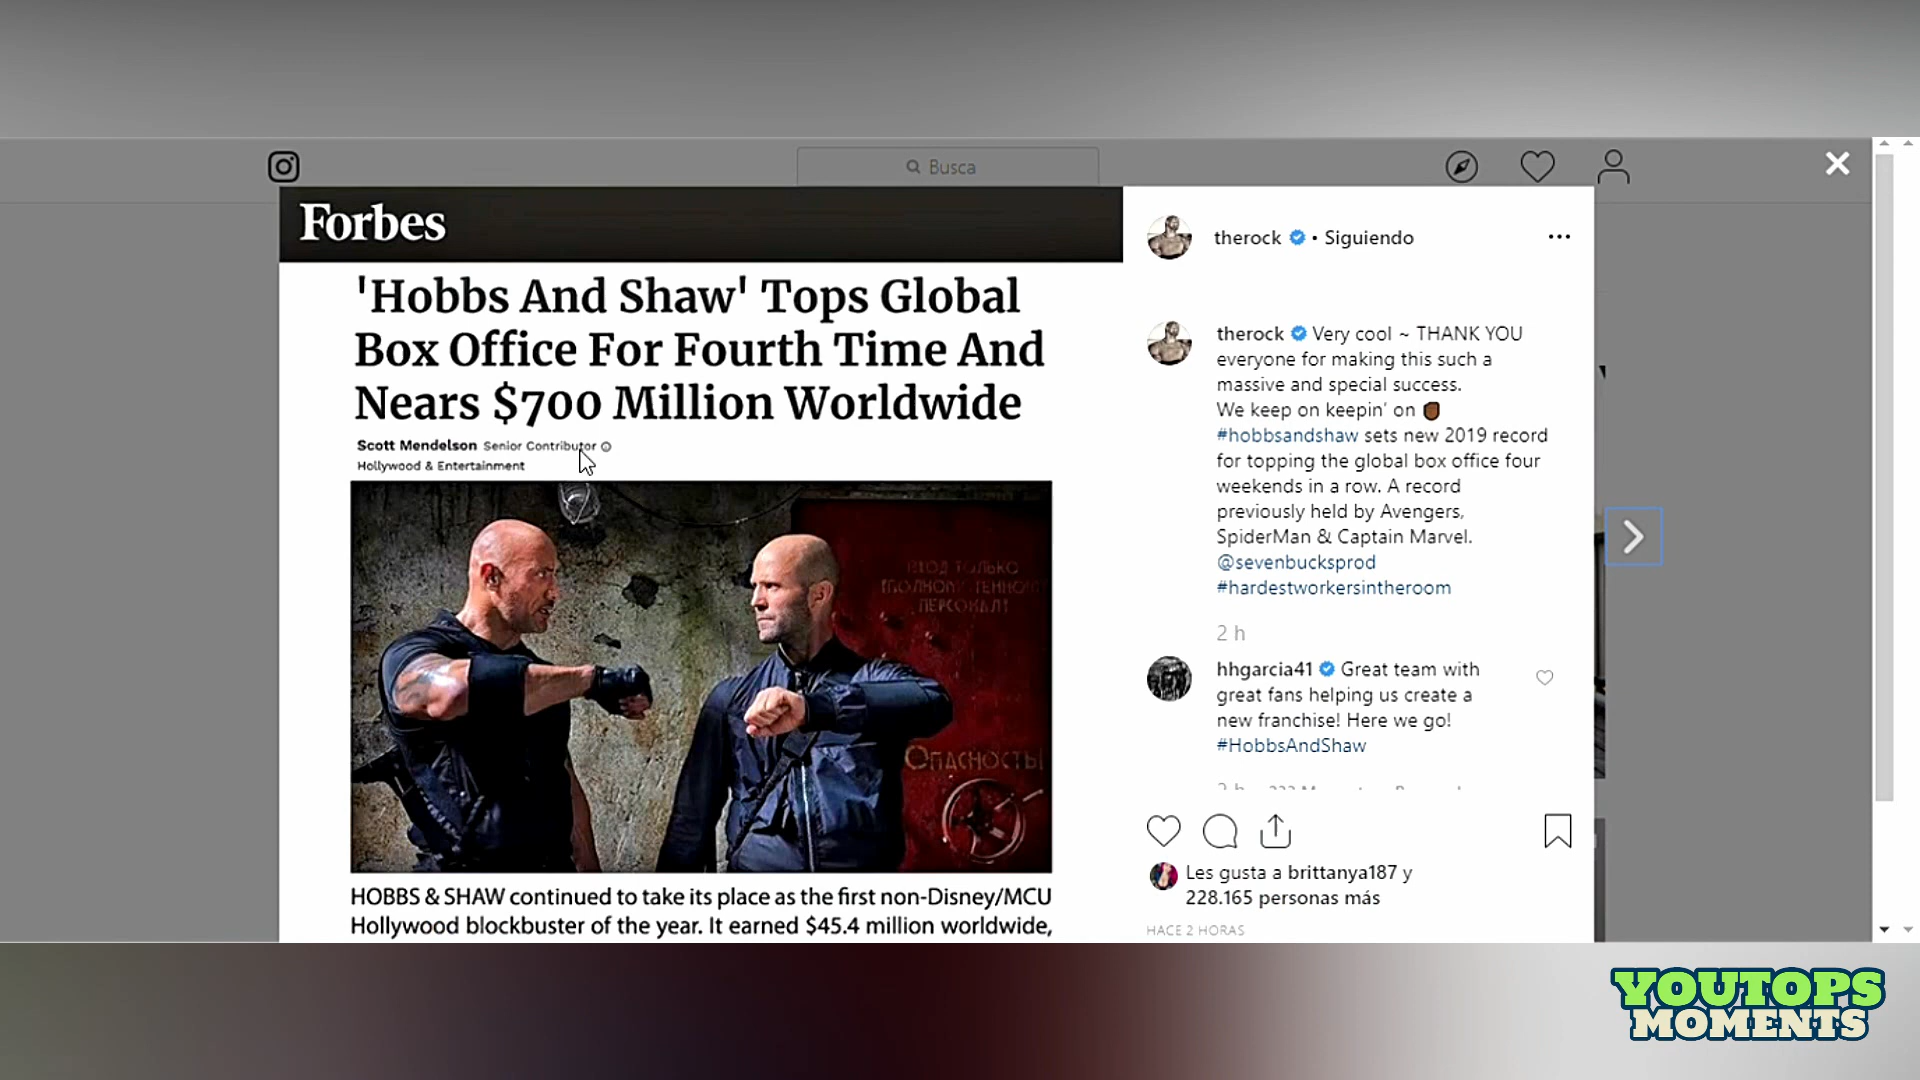 Busca
Forbes
'Hobbs And Shaw' Tops Global
Box Office For Fourth Time And
Nears $700 Million Worldwide
Scott Mendelson Senior Contributor
Hollywood & Entertainment
ВХОД ТОЛЬКО
ПЕРСОНАЛ
ОПАСНОСТЬ
HOBBS & SHAW continued to take its place as the first non-Disney/MCU
Hollywood blockbuster of the year. It earned $45.4 million worldwide,
therock • Siguiendo
therock Very cool ~ THANK YOU
everyone for making this such a
massive and special success.
We keep on keepin' on
#hobbsandshaw sets new 2019 record
for topping the global box office four
weekends in a row. A record
previously held by Avengers,
SpiderMan & Captain Marvel.
@sevenbucksprod
#hardestworkersintheroom
2 h
hhgarcia41 Great team with
great fans helping us create a
new franchise! Here we go!
#HobbsAndShaw
Les gusta a brittanya187 y
228.165 personas más
HACE 2 HORAS
YOUTOPS
MOMENTS